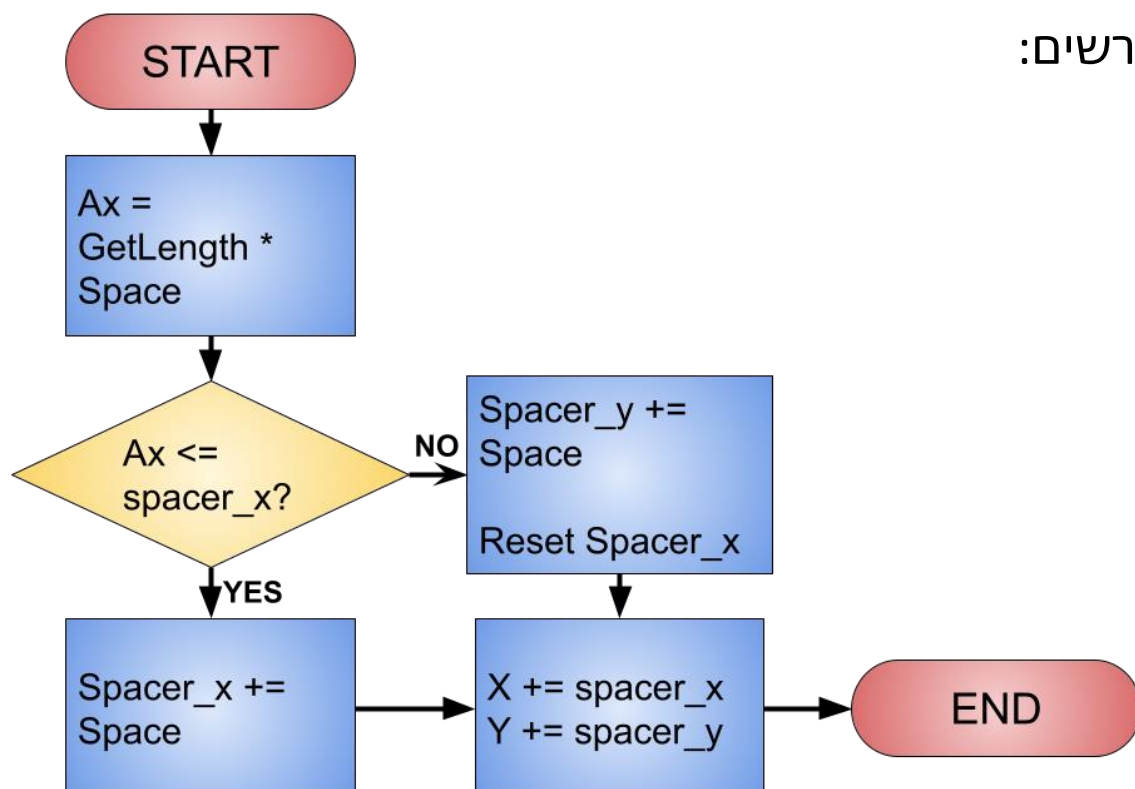 רשים:
START
Ax =
GetLength *
Space
Ax <=
spacer_x?
NO
Spacer_y +=
Space
Reset Spacer_x
YES
Spacer_x +=
Space
X += spacer_x
Y += spacer_y
END